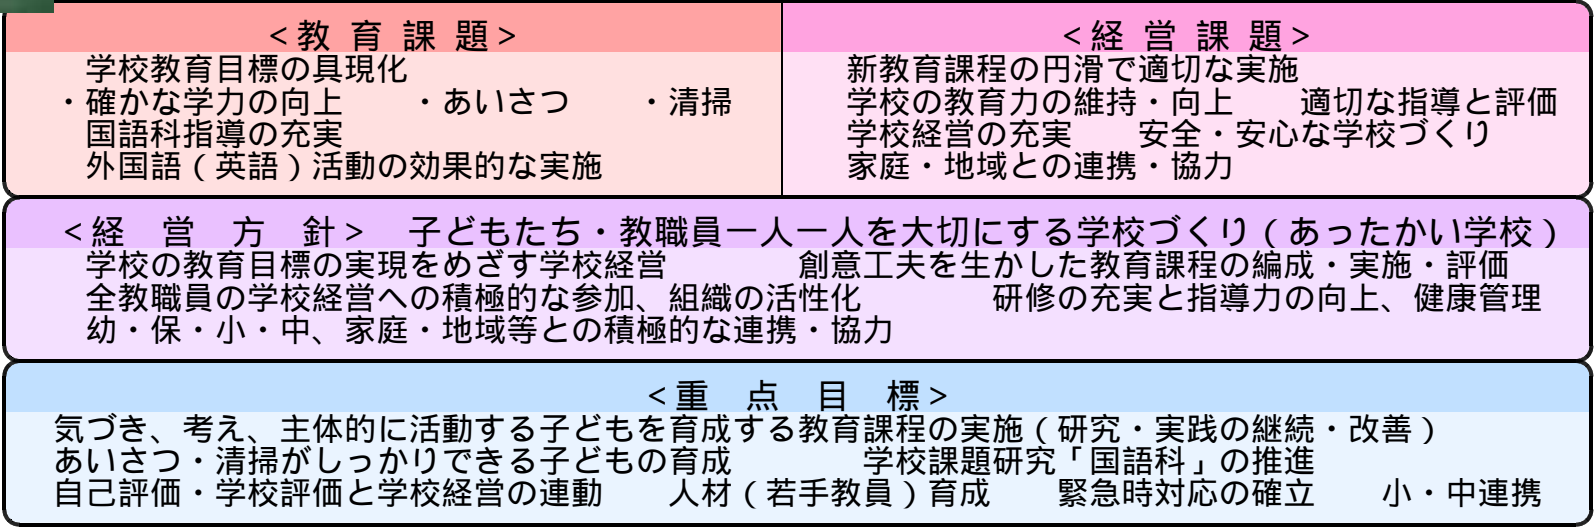 <教 育 課 題>
学校教育目標の具現化
・確かな学力の向上　　・あいさつ　　・清掃
国語科指導の充実
外国語（英語）活動の効果的な実施
<経 営 課 題>
新教育課程の円滑で適切な実施
学校の教育力の維持・向上　　適切な指導と評価
学校経営の充実　　安全・安心な学校づくり
家庭・地域との連携・協力
<経　営　方　針>　子どもたち・教職員一人一人を大切にする学校づくり（あったかい学校）
学校の教育目標の実現をめざす学校経営　　　　創意工夫を生かした教育課程の編成・実施・評価
全教職員の学校経営への積極的な参加、組織の活性化　　　　研修の充実と指導力の向上、健康管理
幼・保・小・中、家庭・地域等との積極的な連携・協力
<重　点　目　標>
気づき、考え、主体的に活動する子どもを育成する教育課程の実施（研究・実践の継続・改善）
あいさつ・清掃がしっかりできる子どもの育成　　　　学校課題研究「国語科」の推進
自己評価・学校評価と学校経営の連動　　人材（若手教員）育成　　緊急時対応の確立　　小・中連携